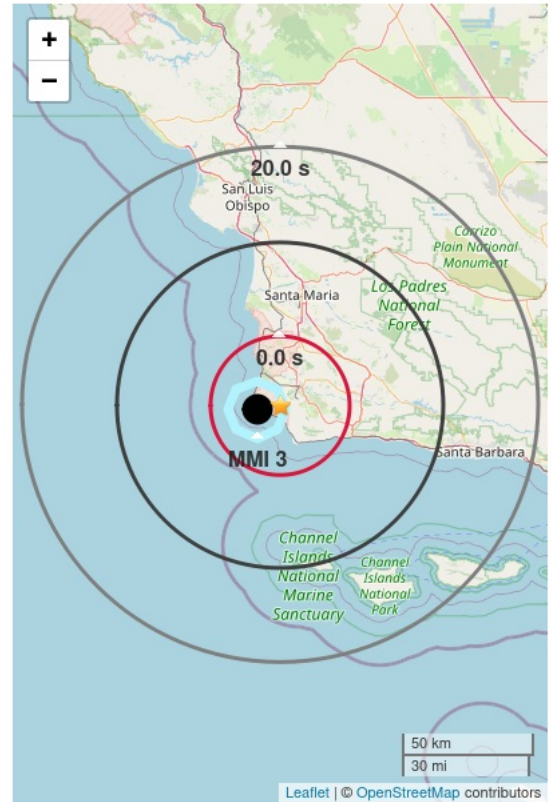 +
−
20.0 s
San Luis
Obispo
Carrizo
Plain National
Monument
Los Padres
National
Forest
Santa Maria
0.0 s
MMI 3
Santa Barbara
Channel
Islands
National
Marine
Sanctuary
Channel
Islands
National
Park
50 km
30 mi
Leaflet | © OpenStreetMap contributors